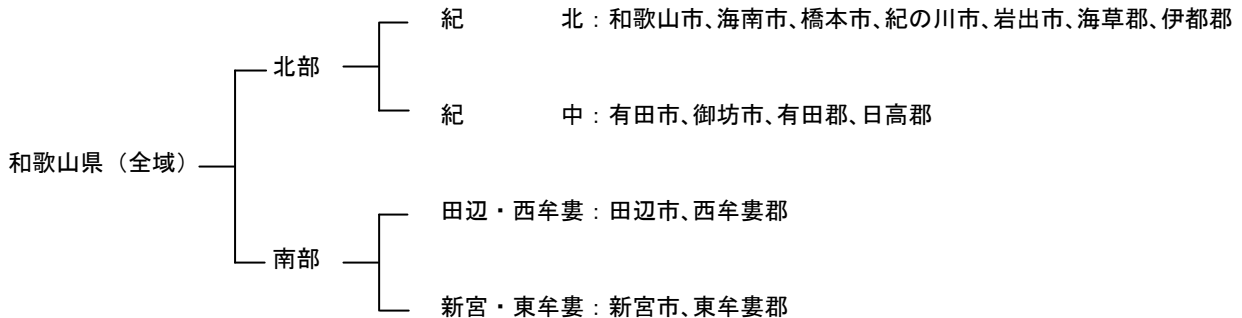 紀　北：和歌山市、海南市、橋本市、紀の川市、岩出市、海草郡、伊都郡
北部
紀　中：有田市、御坊市、有田郡、日高郡
和歌山県（全域）
田辺・西牟婁：田辺市、西牟婁郡
南部
新宮・東牟婁：新宮市、東牟婁郡